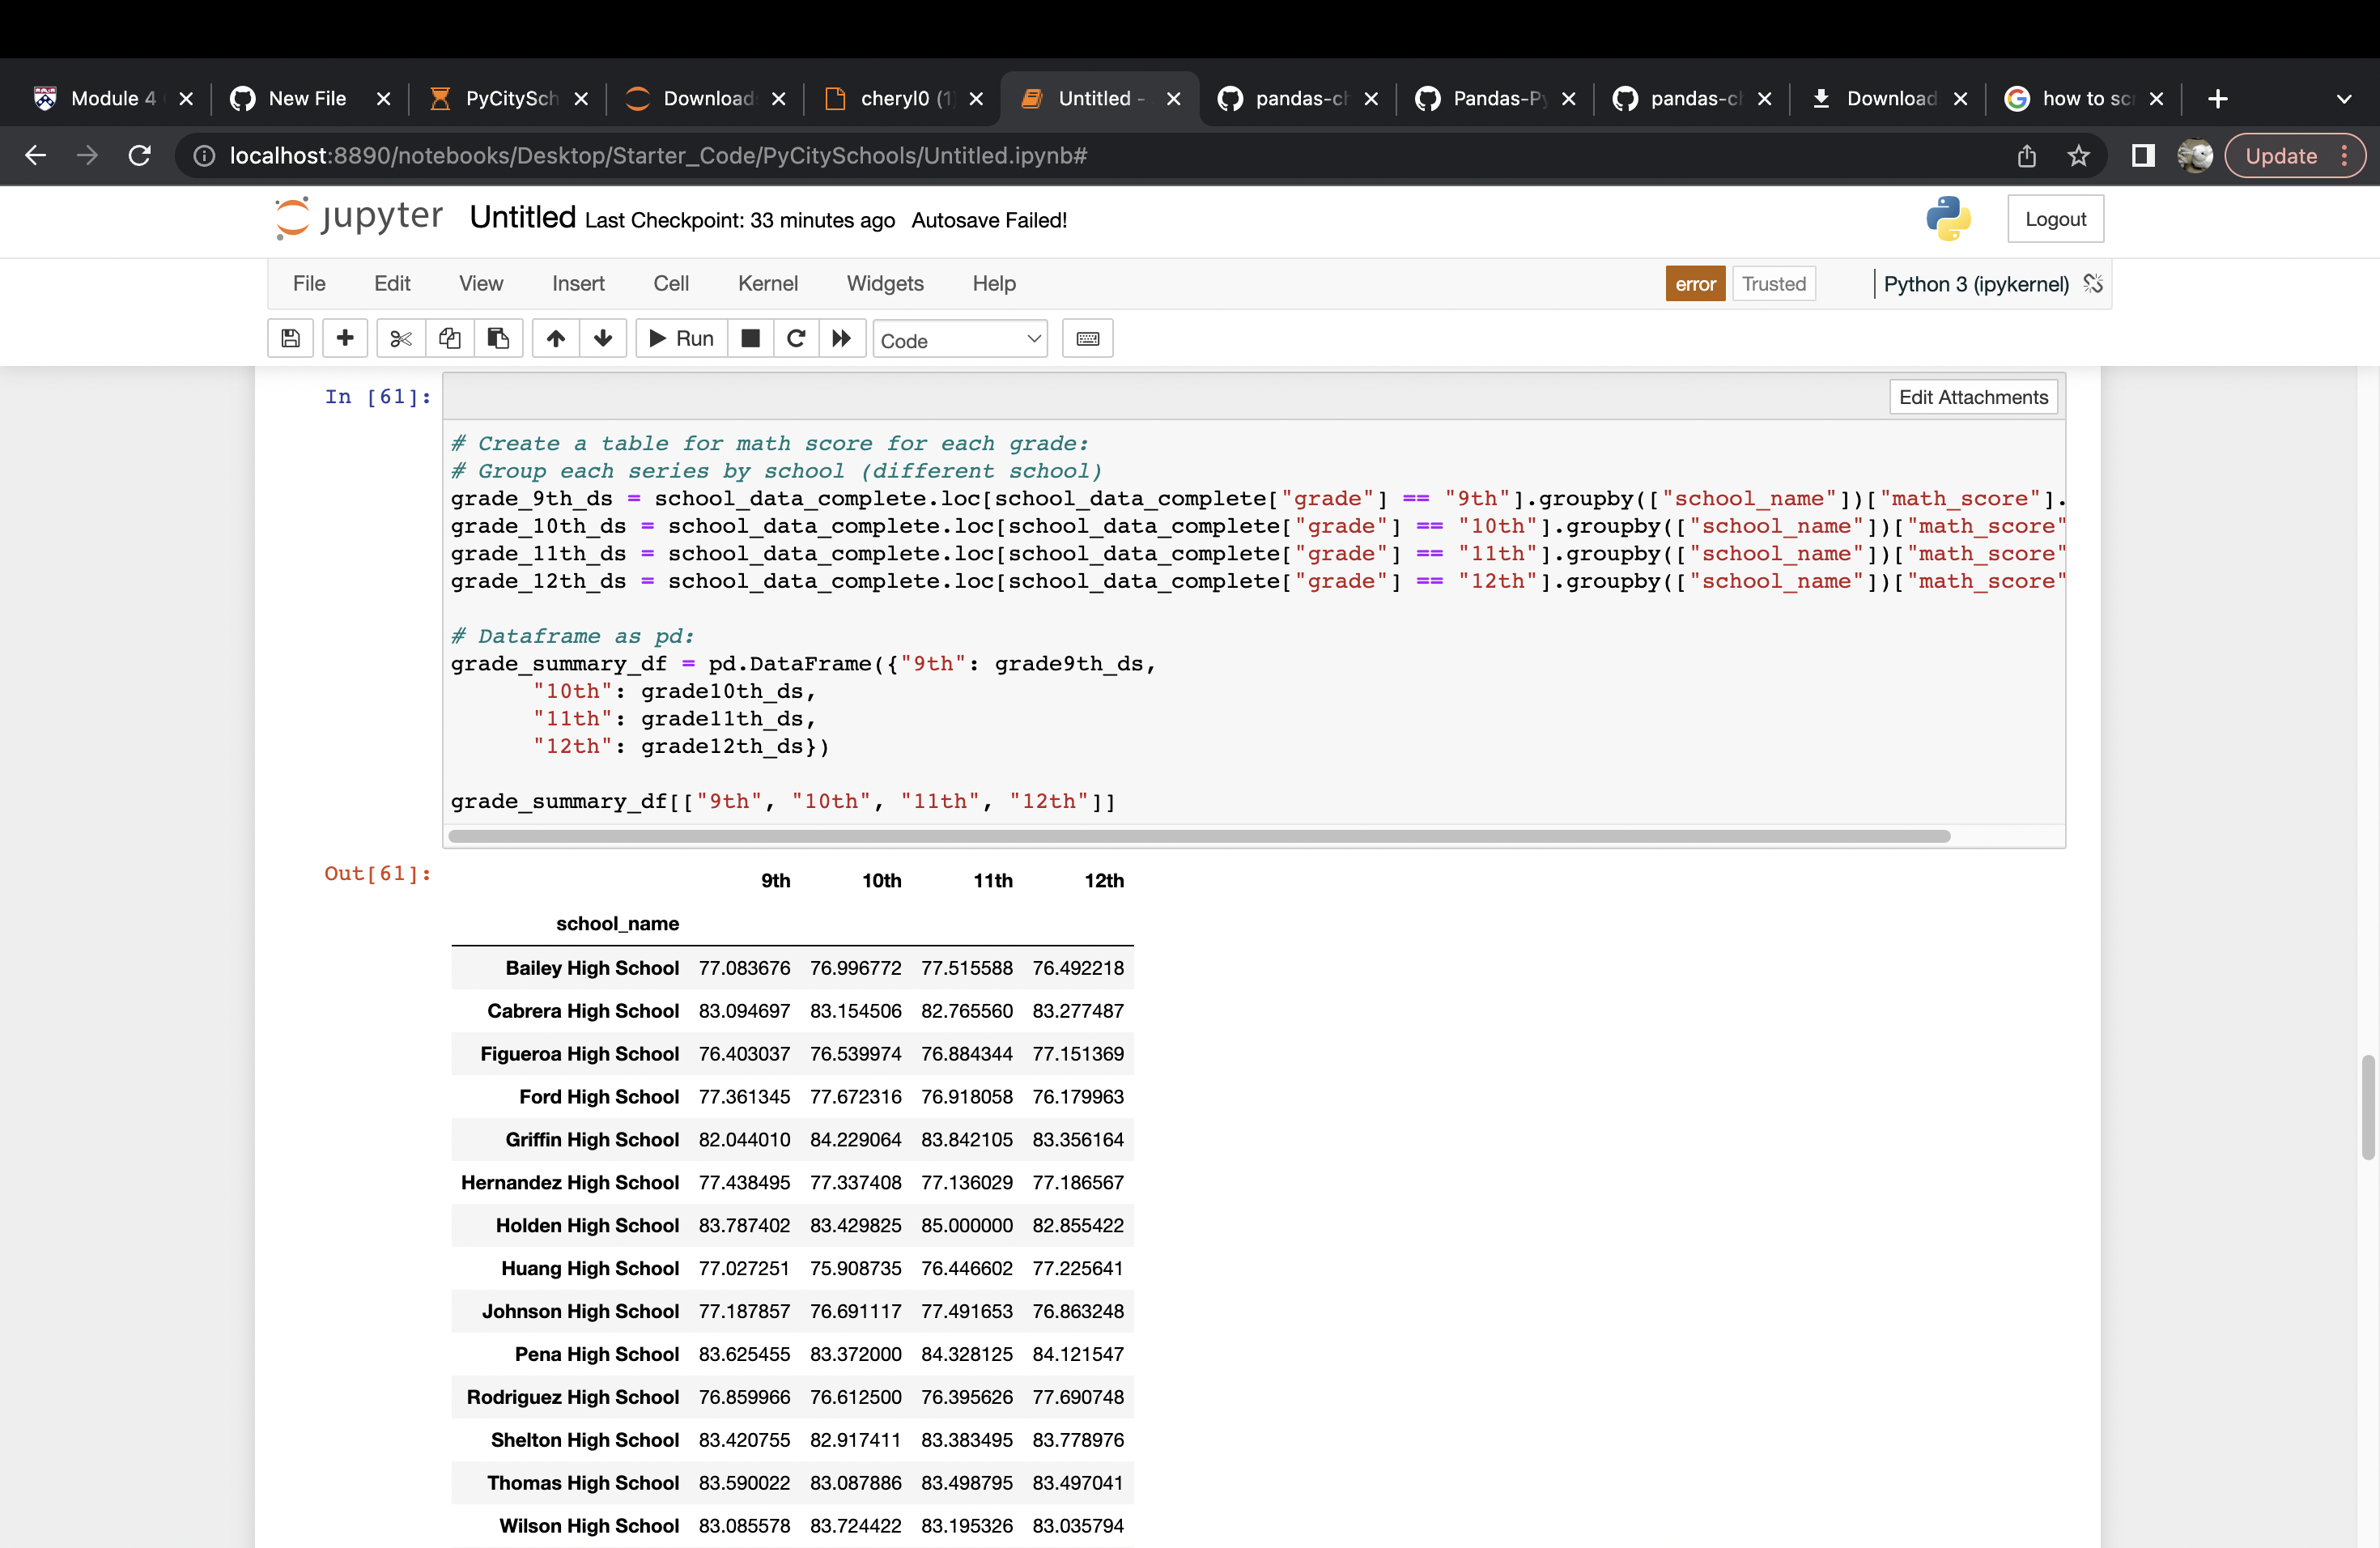 Module 4
New File
PyCitySch
Download
cheryl0 (1)
Untitled -
pandas-ch
Pandas-Py
pandas-ch
Download
how to scr
localhost:8890/notebooks/Desktop/Starter_Code/PyCitySchools/Untitled.ipynb#
Update
jupyter Untitled Last Checkpoint: 33 minutes ago Autosave Failed!
Logout
File Edit View Insert Cell Kernel Widgets Help
error Trusted Python 3 (ipykernel)
Run Code
In [61]:
Edit Attachments
# Create a table for math score for each grade:
# Group each series by school (different school)
grade_9th_ds = school_data_complete.loc[school_data_complete["grade"] == "9th"].groupby(["school_name"])["math_score"].
grade_10th_ds = school_data_complete.loc[school_data_complete["grade"] == "10th"].groupby(["school_name"])["math_score"
grade_11th_ds = school_data_complete.loc[school_data_complete["grade"] == "11th"].groupby(["school_name"])["math_score"
grade_12th_ds = school_data_complete.loc[school_data_complete["grade"] == "12th"].groupby(["school_name"])["math_score"
# Dataframe as pd:
grade_summary_df = pd.DataFrame({"9th": grade9th_ds,
"10th": grade10th_ds,
"11th": grade11th_ds,
"12th": grade12th_ds})
grade_summary_df[["9th", "10th", "11th", "12th"]]
Out[61]:
9th 10th 11th 12th
school_name
Bailey High School 77.083676 76.996772 77.515588 76.492218
Cabrera High School 83.094697 83.154506 82.765560 83.277487
Figueroa High School 76.403037 76.539974 76.884344 77.151369
Ford High School 77.361345 77.672316 76.918058 76.179963
Griffin High School 82.044010 84.229064 83.842105 83.356164
Hernandez High School 77.438495 77.337408 77.136029 77.186567
Holden High School 83.787402 83.429825 85.000000 82.855422
Huang High School 77.027251 75.908735 76.446602 77.225641
Johnson High School 77.187857 76.691117 77.491653 76.863248
Pena High School 83.625455 83.372000 84.328125 84.121547
Rodriguez High School 76.859966 76.612500 76.395626 77.690748
Shelton High School 83.420755 82.917411 83.383495 83.778976
Thomas High School 83.590022 83.087886 83.498795 83.497041
Wilson High School 83.085578 83.724422 83.195326 83.035794